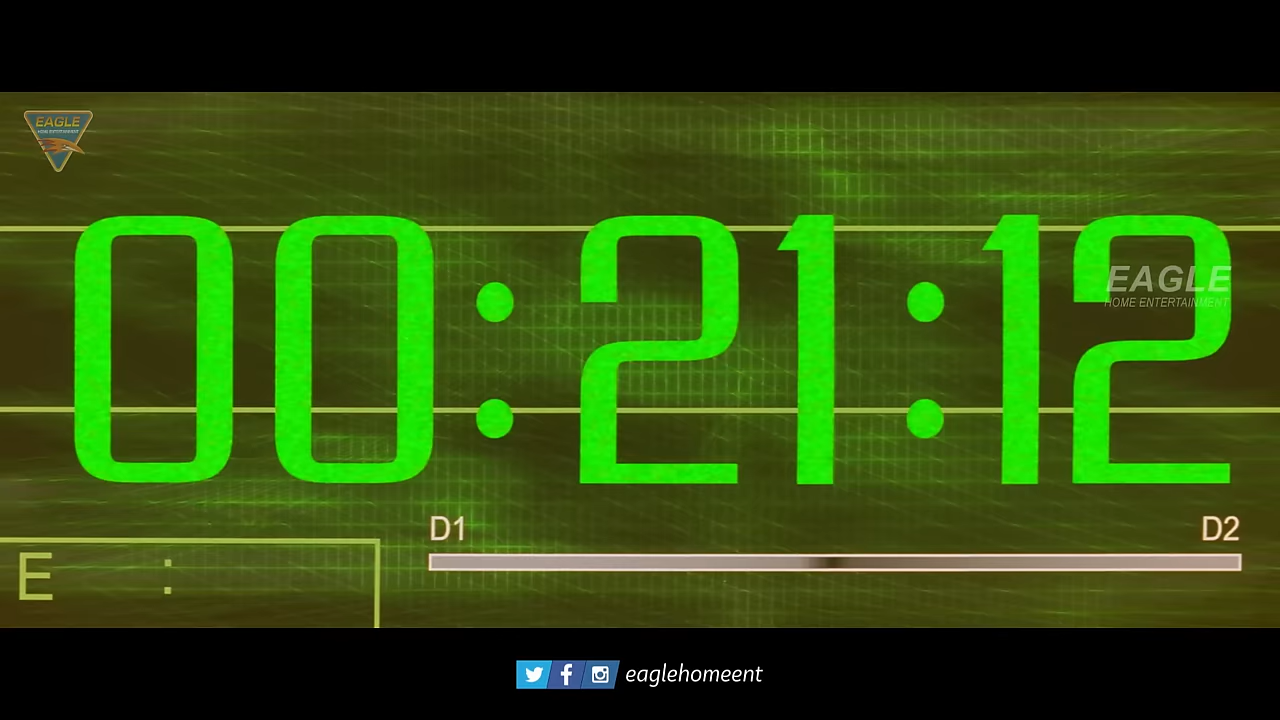 EAGLE
HOME ENTERTAINMENT
00:21:12
EAGLE
HOME ENTERTAINMENT
D1 D2
E :
eaglehomeent